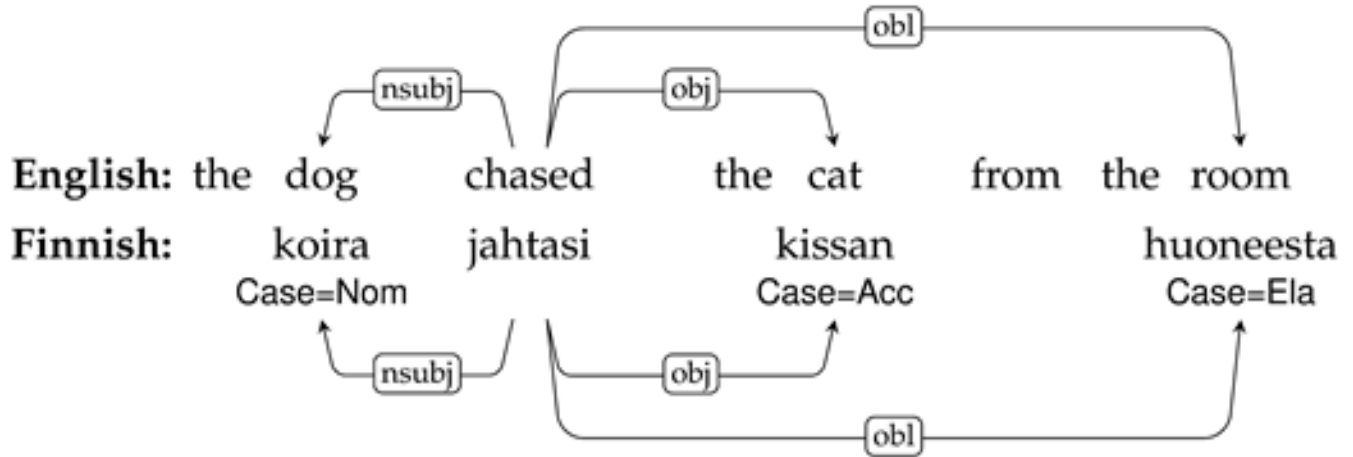 obl
nsubj obj
English: the dog chased the cat from the room
Finnish: koira jahtasi kissan huoneesta
Case=Nom Case=Acc Case=Ela
nsubj obj
obl